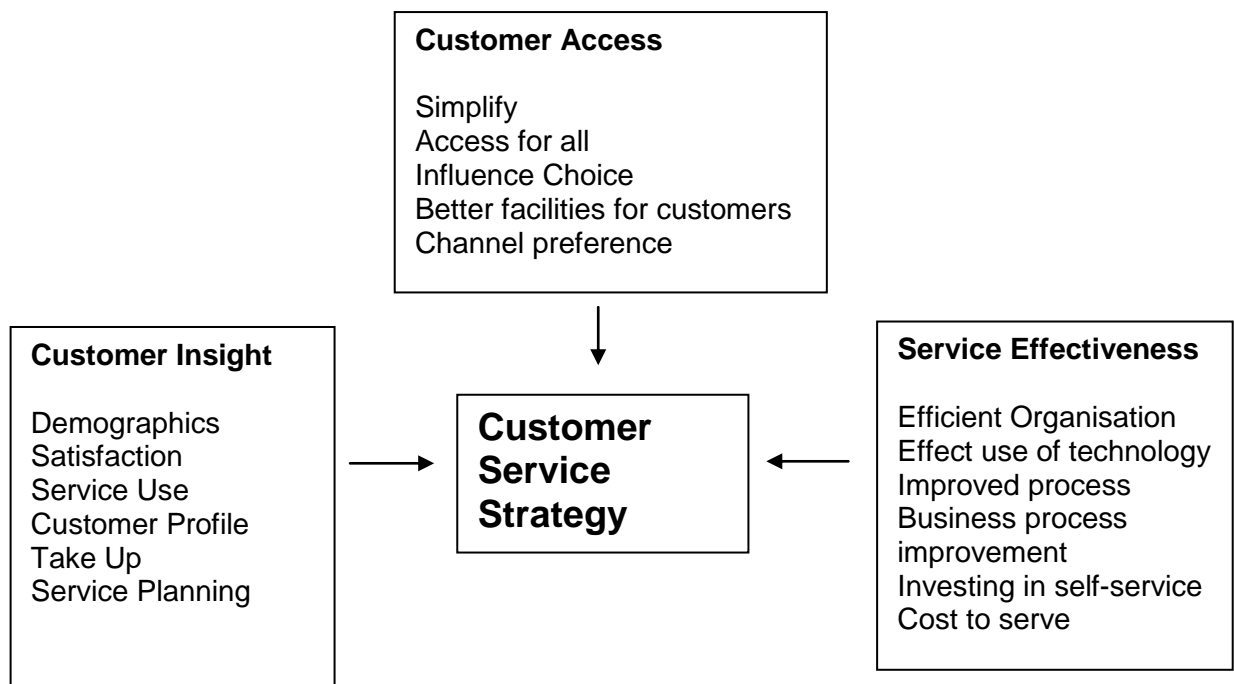 Customer Access
Simplify
Access for all
Influence Choice
Better facilities for customers
Channel preference
Customer Insight
Demographics
Satisfaction
Service Use
Customer Profile
Take Up
Service Planning
Customer
Service
Strategy
Service Effectiveness
Efficient Organisation
Effect use of technology
Improved process
Business process
improvement
Investing in self-service
Cost to serve